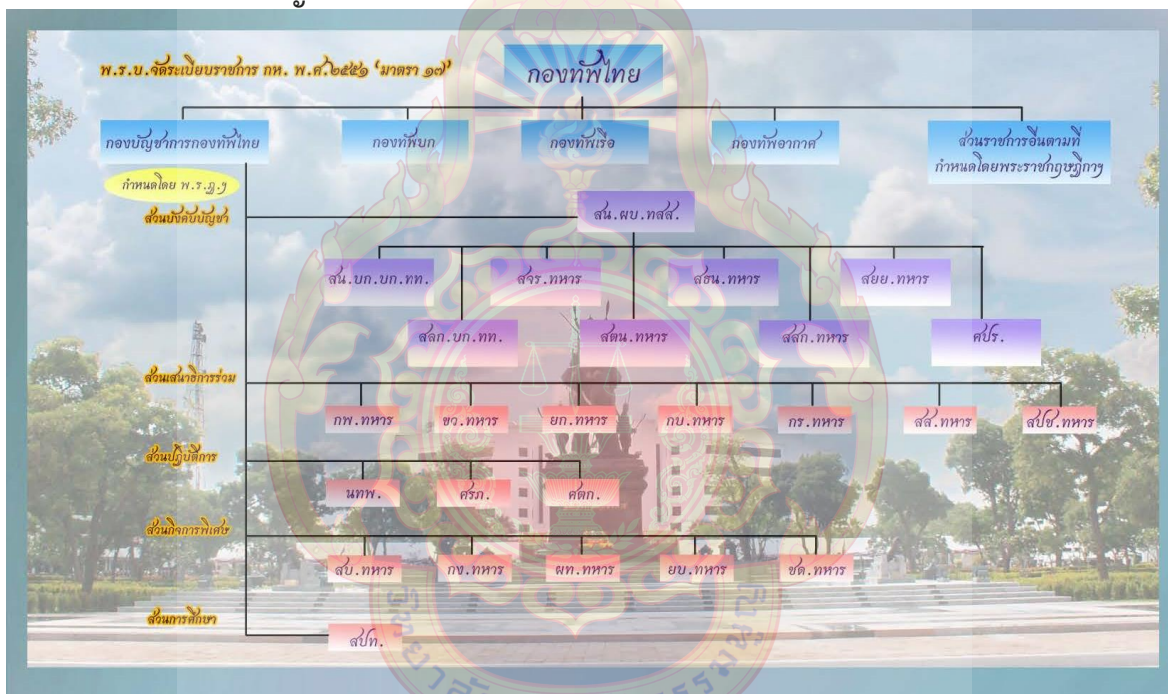 พ.ร.บ.จัดระเบียบราชการ กห. พ.ศ.๒๕๕๑ ‘มาตรา ๑๗’
กองทัพไทย
กองบัญชาการกองทัพไทย
กองทัพบก
กองทัพเรือ
กองทัพอากาศ
ส่วนราชการอื่นตามที่
กำหนดโดยพระราชกฤษฎีกาฯ
กำหนดโดย พ.ร.ฎ.ฯ
ส่วนบังคับบัญชา
สน.ผบ.ทสส.
สน.บก.บก.ทท.
สจร.ทหาร
สธน.ทหาร
สยย.ทหาร
สลก.บก.ทท.
สตน.ทหาร
สสก.ทหาร
ศปร.
ส่วนเสนาธิการร่วม
กพ.ทหาร
ขว.ทหาร
ยก.ทหาร
กบ.ทหาร
กร.ทหาร
สส.ทหาร
สปช.ทหาร
ส่วนปฏิบัติการ
นทพ.
ศรภ.
ศตก.
ส่วนกิจการพิเศษ
สบ.ทหาร
กง.ทหาร
ผท.ทหาร
ยบ.ทหาร
ชด.ทหาร
ส่วนการศึกษา
สปท.